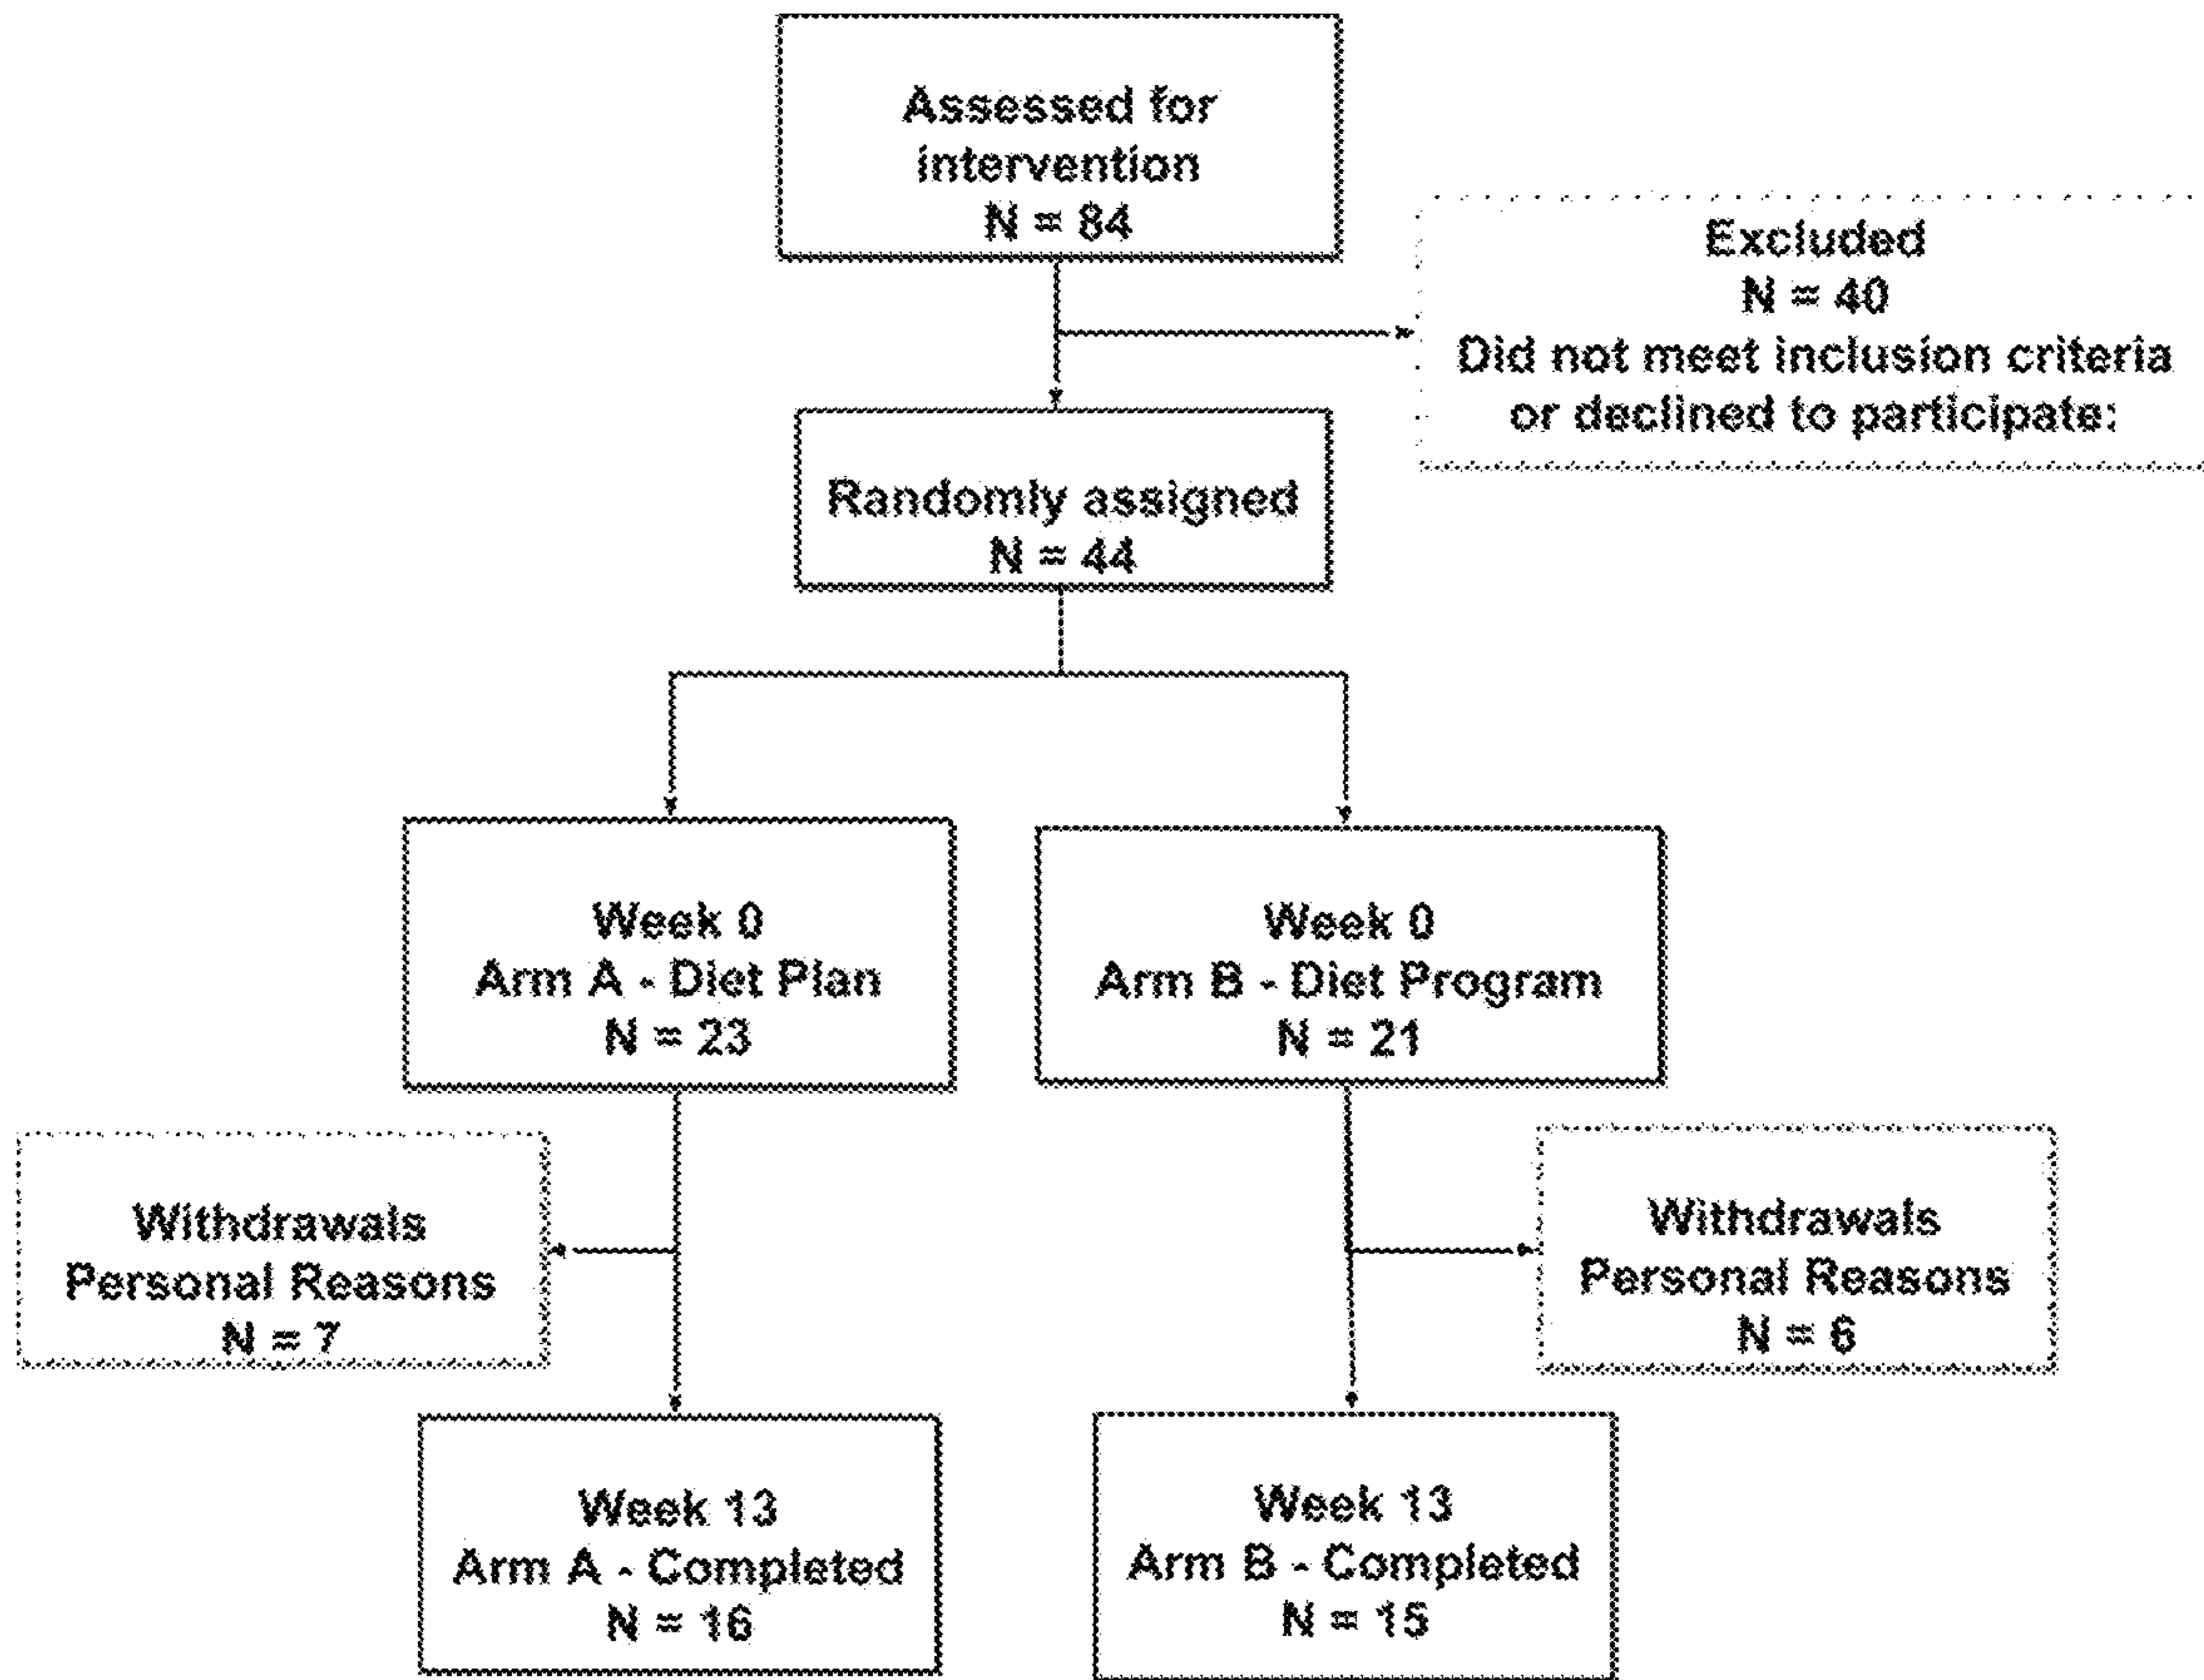 Assessed for
intervention
N = 84
Excluded
N = 40
Did not meet inclusion criteria
or declined to participate:
Randomly assigned
N = 44
Week 0
Arm A - Diet Plan
N = 23
Week 0
Arm B - Diet Program
N = 21
Withdrawals
Personal Reasons
N = 7
Withdrawals
Personal Reasons
N = 6
Week 13
Arm A - Completed
N = 16
Week 13
Arm B - Completed
N = 15